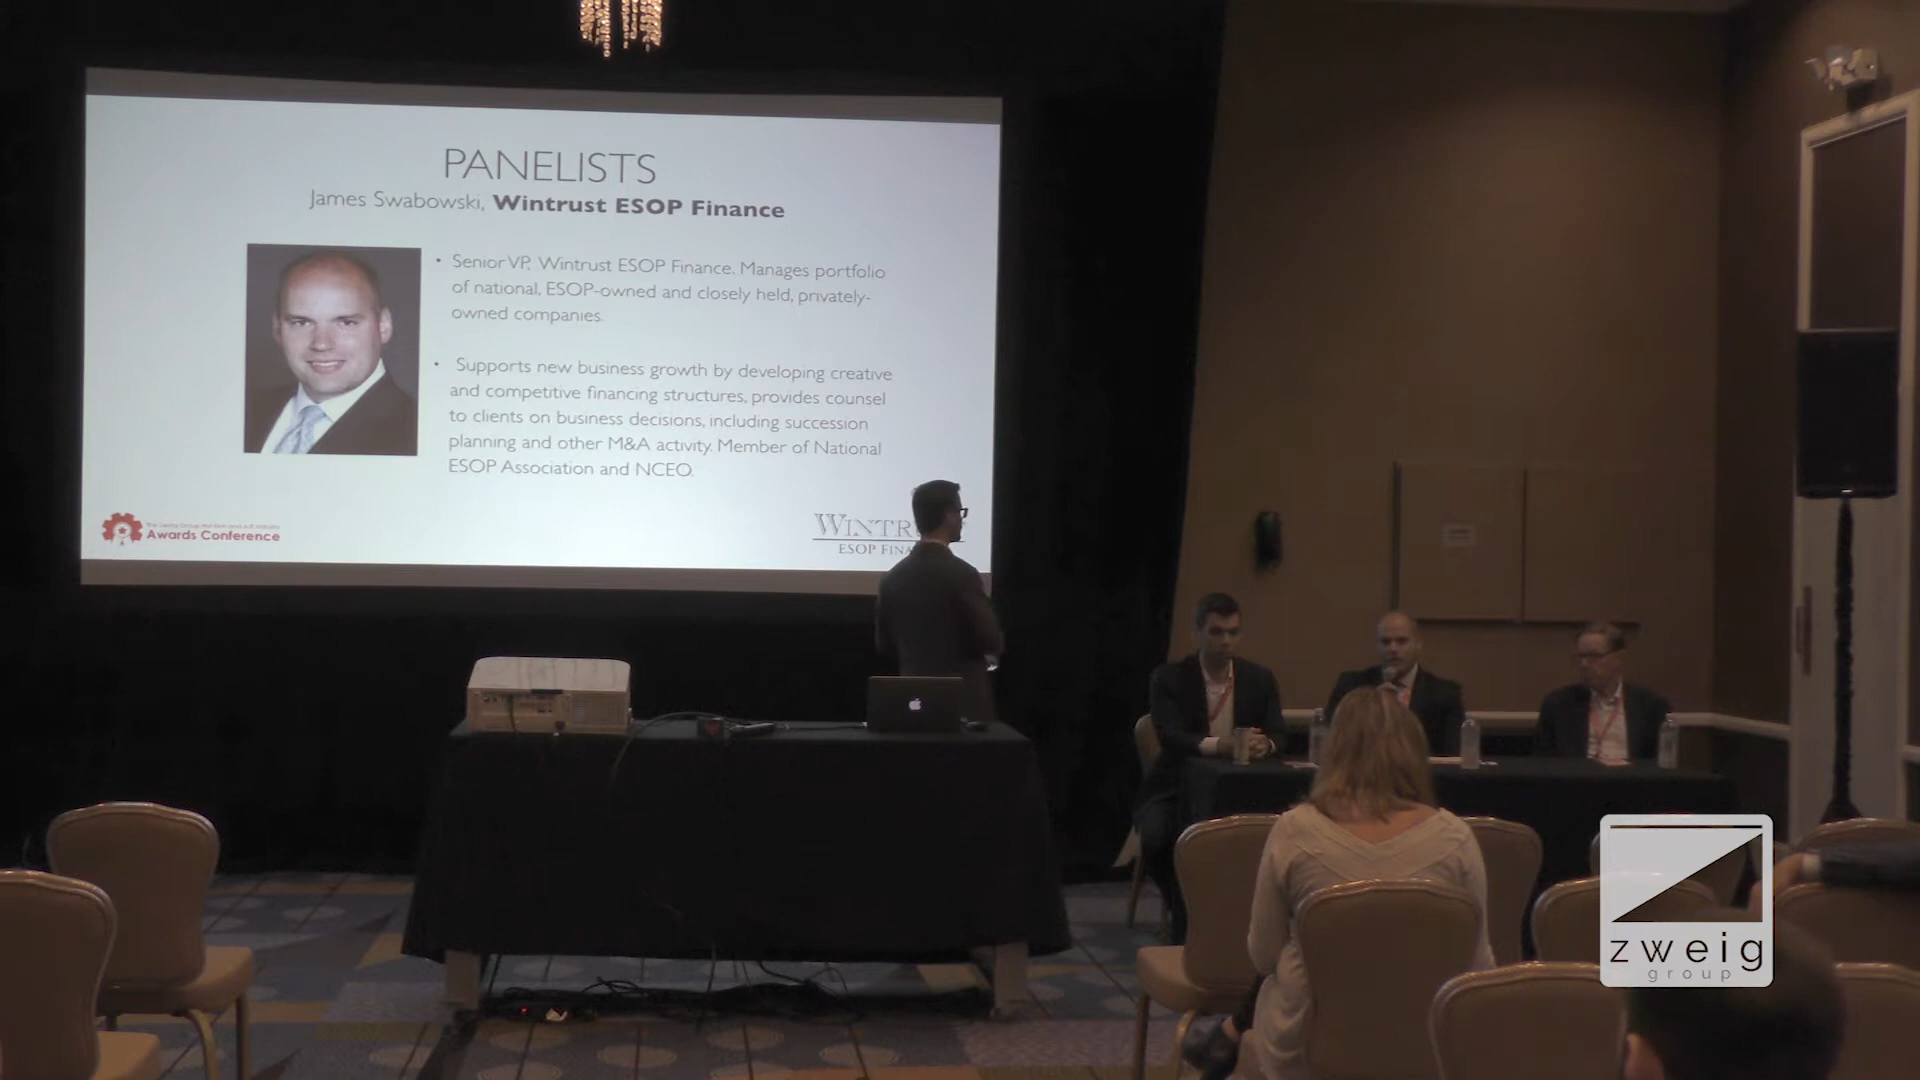 PANELISTS
James Swabowski, Wintrust ESOP Finance
• Senior VP, Wintrust ESOP Finance. Manages portfolio
of national, ESOP-owned and closely held, privately-
owned companies.
• Supports new business growth by developing creative
and competitive financing structures, provides counsel
to clients on business decisions, including succession
planning and other M&A activity. Member of National
ESOP Association and NCEO.
Awards Conference
WINTR
ESOP FINA
zweig
group